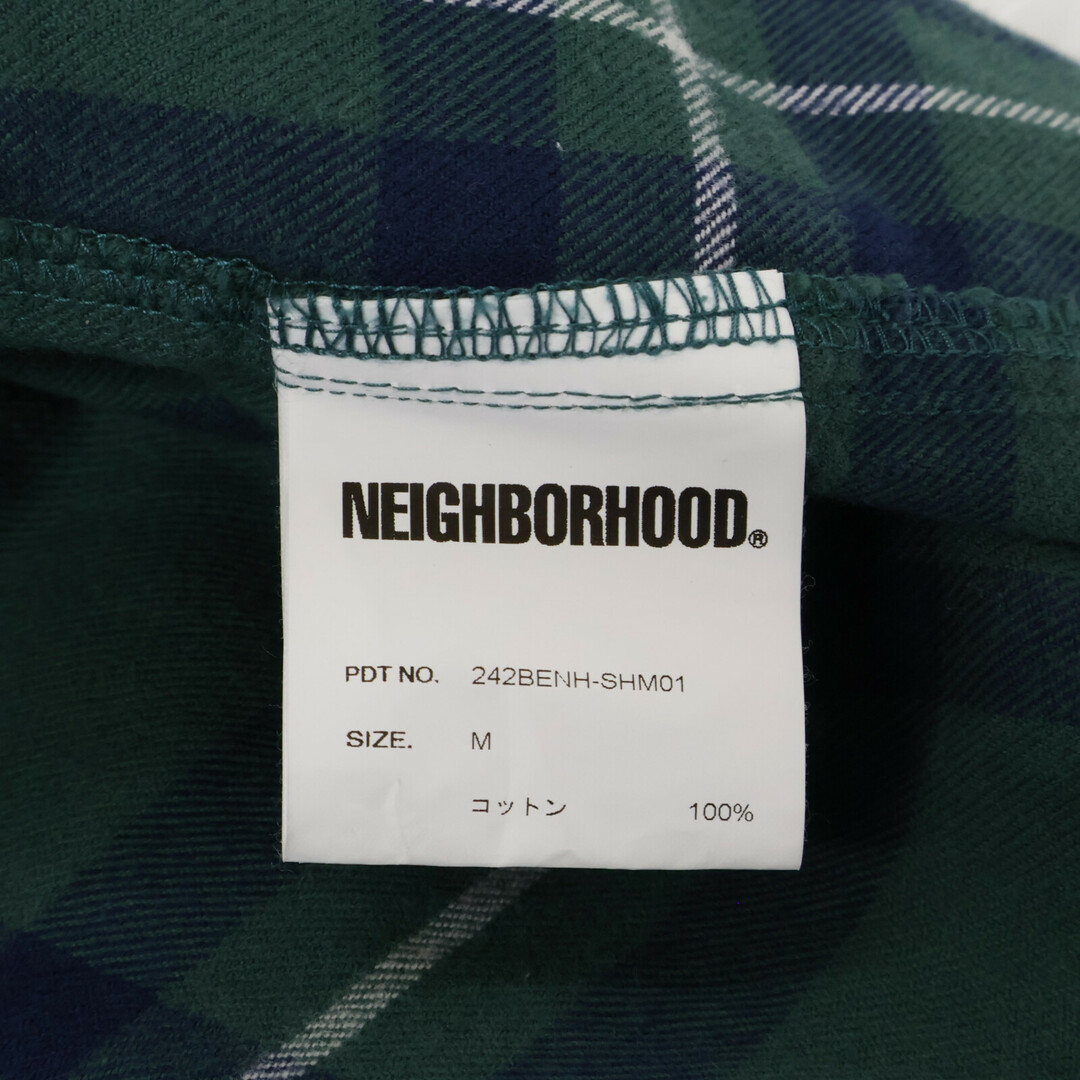 NEIGHBORHOOD®
PDT NO. 242BENH-SHM01
SIZE. M
コットン 100%